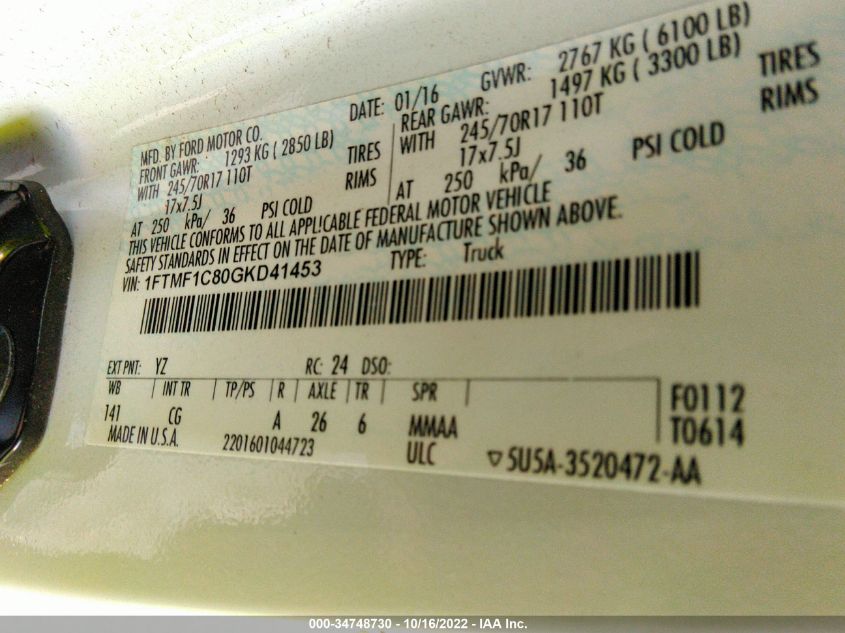 MFD. BY FORD MOTOR CO.
DATE: 01/16 GVWR: 2767 KG ( 6100 LB)
FRONT GAWR: 1293 KG ( 2850 LB)
WITH 245/70R17 110T TIRES
17x7.5J RIMS
AT 250 kPa/ 36 PSI COLD
REAR GAWR: 1497 KG ( 3300 LB)
WITH 245/70R17 110T TIRES
17x7.5J RIMS
AT 250 kPa/ 36 PSI COLD
THIS VEHICLE CONFORMS TO ALL APPLICABLE FEDERAL MOTOR VEHICLE
SAFETY STANDARDS IN EFFECT ON THE DATE OF MANUFACTURE SHOWN ABOVE.
VIN: 1FTMF1C80GKD41453 TYPE: Truck
EXT PNT: YZ RC: 24 DSO:
WB INT TR TP/PS R AXLE TR SPR
141 CG A 26 6 MMAA
F0112
T0614
MADE IN U.S.A. 2201601044723 ULC ▽5U5A-3520472-AA
000-34748730 - 10/16/2022 - IAA Inc.